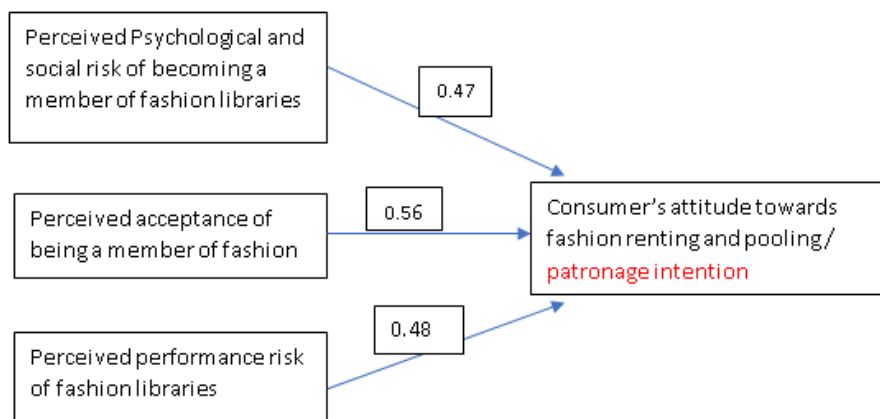 Perceived Psychological and
social risk of becoming a
member of fashion libraries
0.47
Perceived acceptance of
being a member of fashion
0.56
Consumer's attitude towards
fashion renting and pooling/
patronage intention
Perceived performance risk
of fashion libraries
0.48